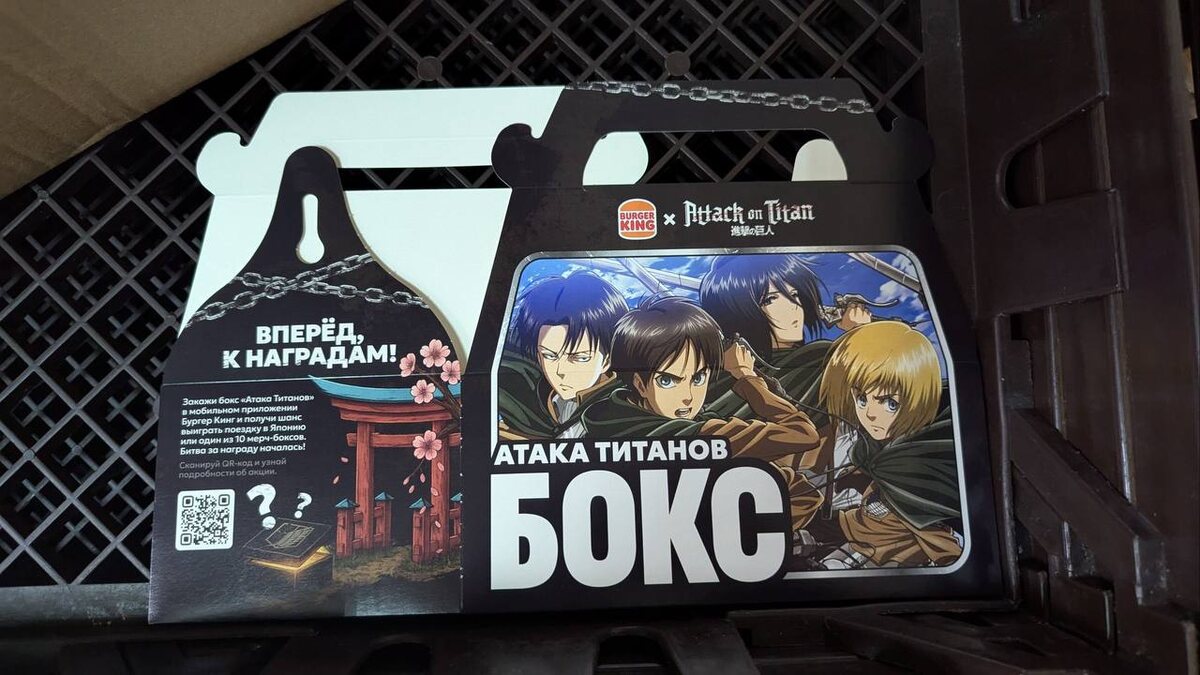 ВПЕРЁД,
К НАГРАДАМ!
Закажи бокс «Атака Титанов»
в мобильном приложении
Бургер Кинг и получи шанс
выиграть поездку в Японию
или один из 10 мерч-боксов.
Битва за награду началась!
Сканируй QR-код и узнай
подробности об акции.
? ?
BURGER
KING
× Attack on Titan
進撃の巨人
АТАКА ТИТАНОВ
БОКС